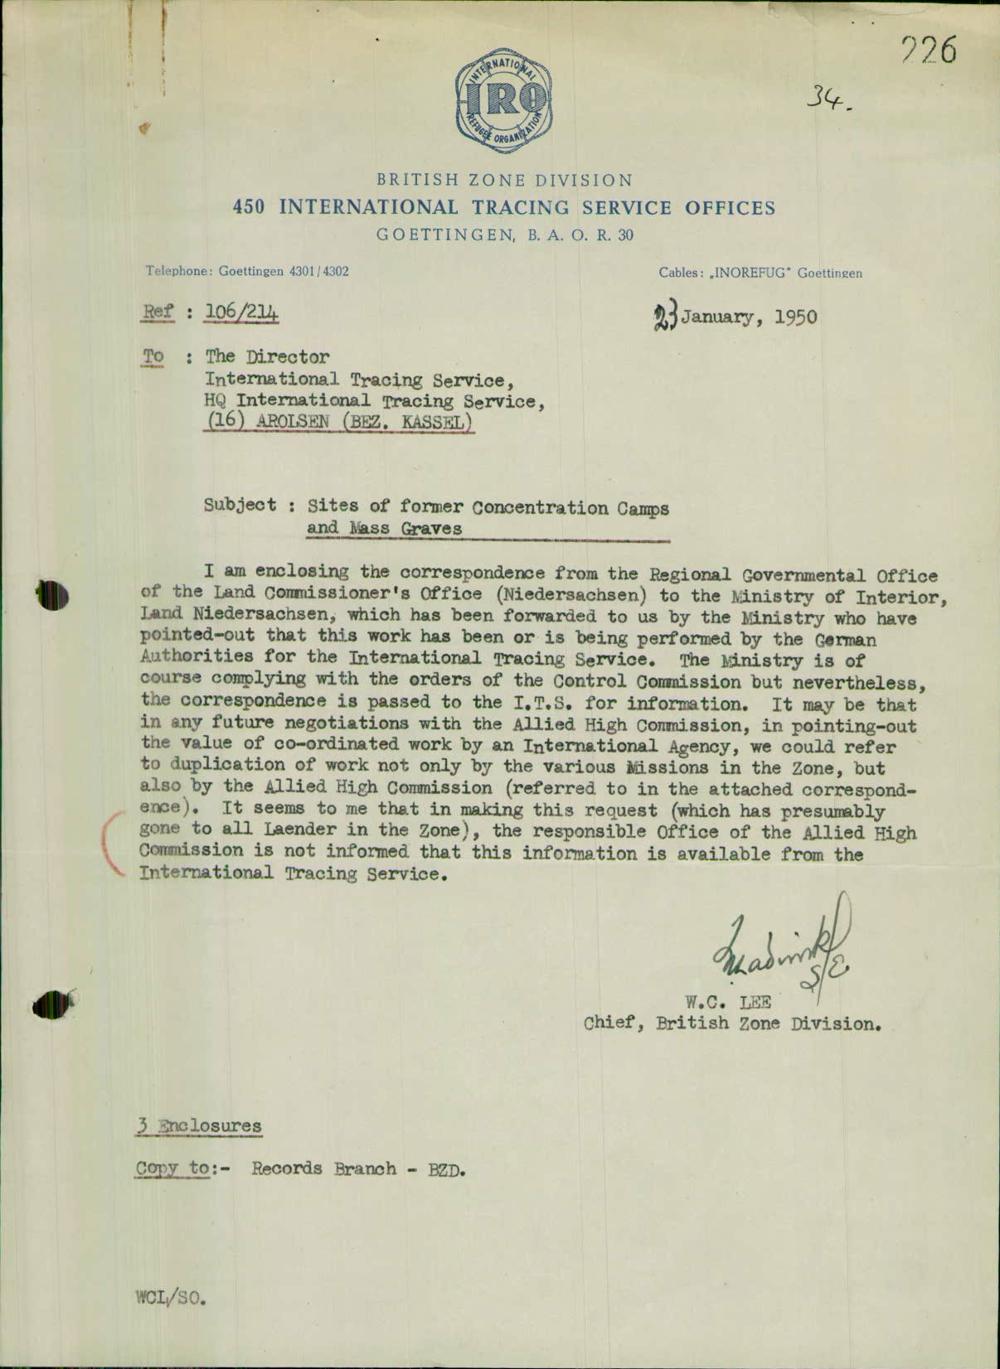 226
34.
INTERNATIONAL
IRO
REFUGEE ORGANIZATION
BRITISH ZONE DIVISION
450 INTERNATIONAL TRACING SERVICE OFFICES
GOETTINGEN, B. A. O. R. 30
Telephone: Goettingen 4301/4302
Cables: „INOREFUG" Goettingen
Ref : 106/214
23 January, 1950
To : The Director
International Tracing Service,
HQ International Tracing Service,
(16) AROLSEN (BEZ. KASSEL)
Subject : Sites of former Concentration Camps
and Mass Graves
I am enclosing the correspondence from the Regional Governmental Office
of the Land Commissioner's Office (Niedersachsen) to the Ministry of Interior,
Land Niedersachsen, which has been forwarded to us by the Ministry who have
pointed-out that this work has been or is being performed by the German
Authorities for the International Tracing Service. The Ministry is of
course complying with the orders of the Control Commission but nevertheless,
the correspondence is passed to the I.T.S. for information. It may be that
in any future negotiations with the Allied High Commission, in pointing-out
the value of co-ordinated work by an International Agency, we could refer
to duplication of work not only by the various Missions in the Zone, but
also by the Allied High Commission (referred to in the attached correspond-
ence). It seems to me that in making this request (which has presumably
gone to all Laender in the Zone), the responsible Office of the Allied High
Commission is not informed that this information is available from the
International Tracing Service.
W.C. LEE
Chief, British Zone Division.
3 Enclosures
Copy to:- Records Branch - BZD.
WCL/SO.